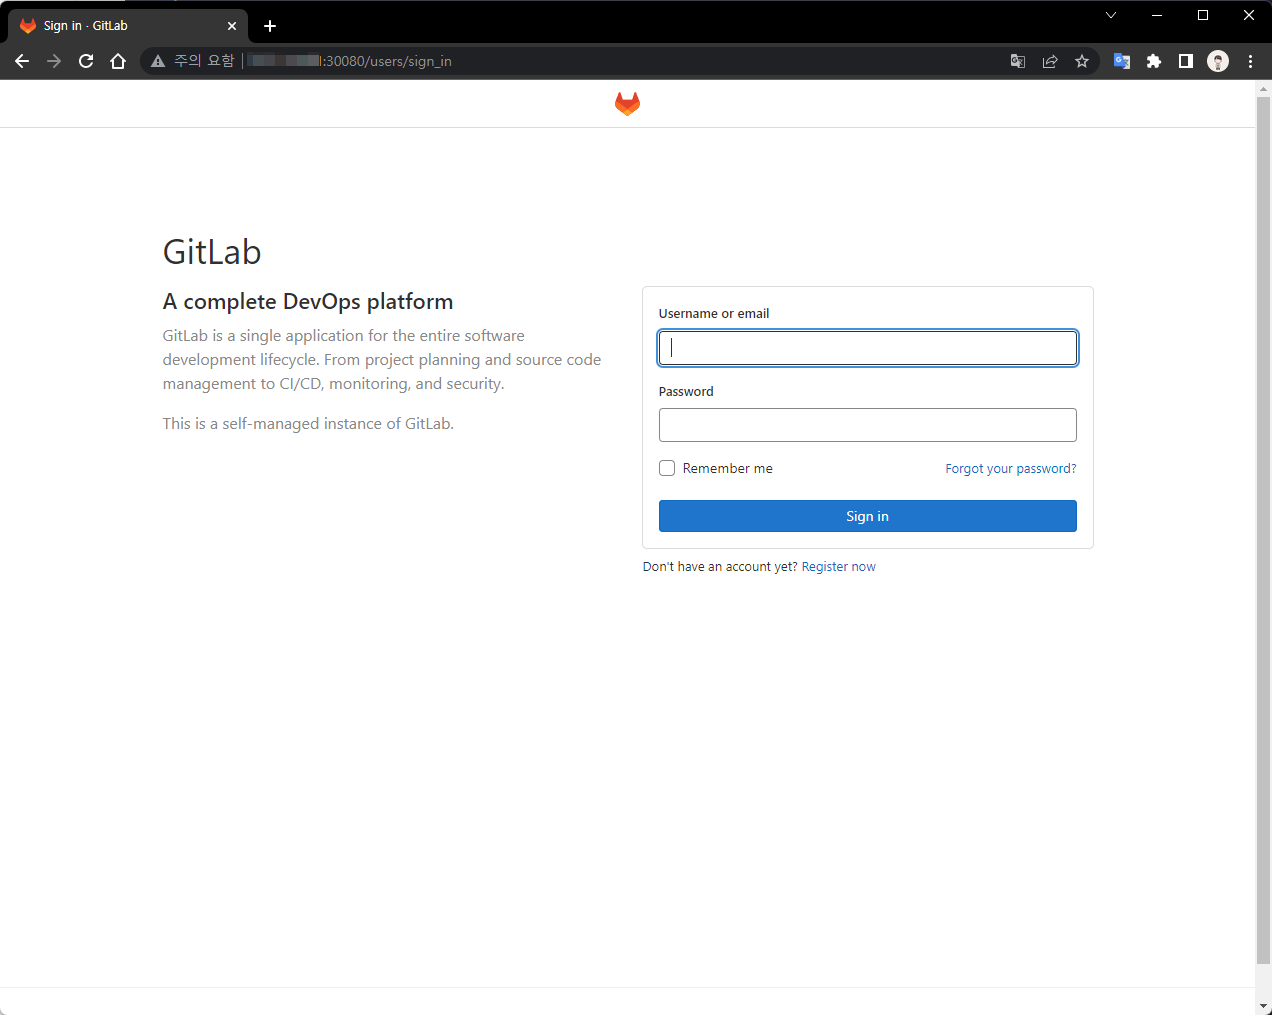 Sign in · GitLab
주의 요함 :30080/users/sign_in
GitLab
A complete DevOps platform
GitLab is a single application for the entire software
development lifecycle. From project planning and source code
management to CI/CD, monitoring, and security.
This is a self-managed instance of GitLab.
Username or email
Password
Remember me
Forgot your password?
Sign in
Don't have an account yet? Register now